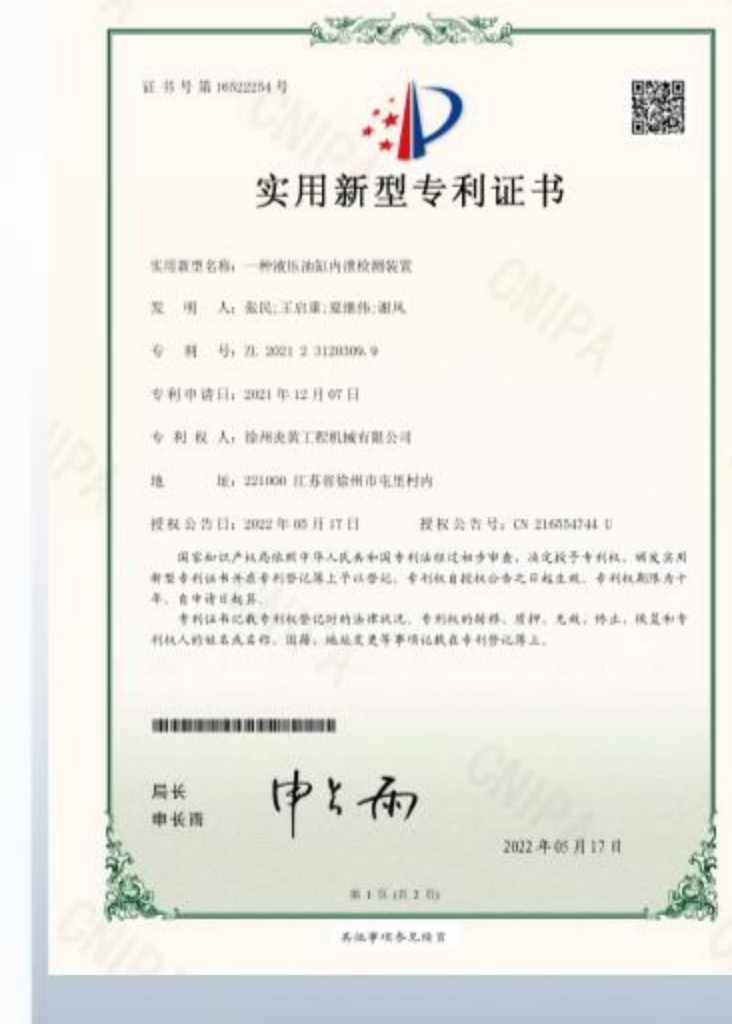 证书号第16522254号
实用新型专利证书
实用新型名称：一种液压油缸内泄检测装置
发 明 人：张民;王启重;夏继伟;谢风
专 利 号：ZL 2021 2 3120309.9
专利申请日：2021年12月07日
专 利 权 人：徐州炎黄工程机械有限公司
地 址：221000 江苏省徐州市屯里村内
授权公告日：2022年05月17日 授权公告号：CN 216554744 U
国家知识产权局依照中华人民共和国专利法经过初步审查，决定授予专利权，颁发实用
新型专利证书并在专利登记簿上予以登记。专利权自授权公告之日起生效。专利权期限为十
年，自申请日起算。
专利证书记载专利权登记时的法律状况。专利权的转移、质押、无效、终止、恢复和专
利权人的姓名或名称、国籍、地址变更等事项记载在专利登记簿上。
局长
申长雨
申长雨
2022年05月17日
第 1 页 (共 2 页)
其他事项参见续页
CNIPA
CNIPA
CNIPA